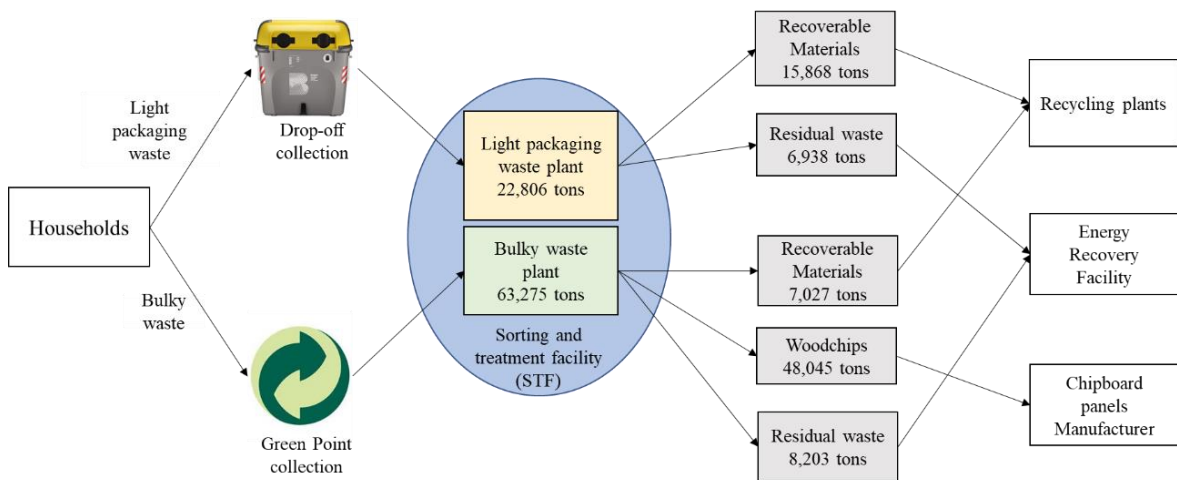 Households
Light
packaging
waste
Bulky
waste
B
Drop-off
collection
Green Point
collection
Light packaging
waste plant
22,806 tons
Bulky waste
plant
63,275 tons
Sorting and
treatment facility
(STF)
Recoverable
Materials
15,868 tons
Residual waste
6,938 tons
Recoverable
Materials
7,027 tons
Woodchips
48,045 tons
Residual waste
8,203 tons
Recycling plants
Energy
Recovery
Facility
Chipboard
panels
Manufacturer